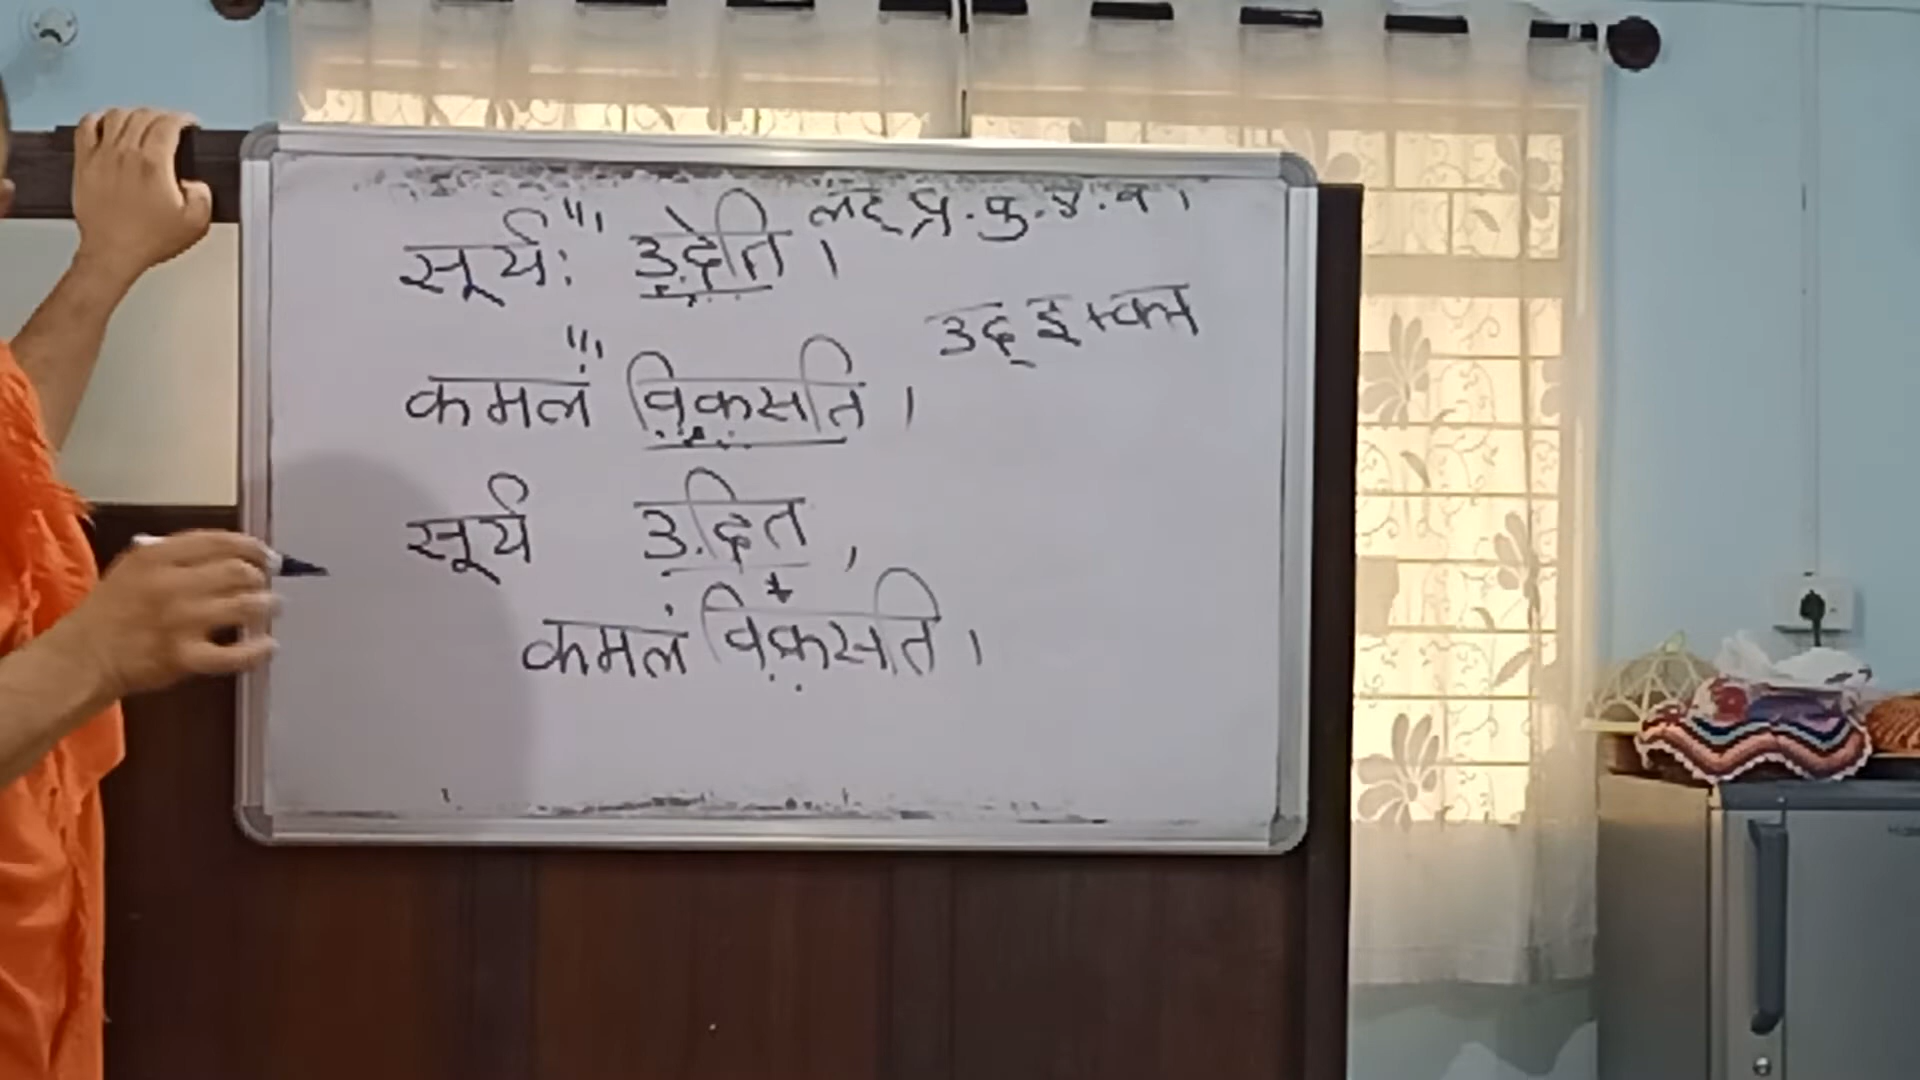 सूर्यः उदेति । लट् प्र. पु. ए. व ।
उद् इ + क्त
कमलं विकसति ।
सूर्य उदित ,
कमलं विकसति ।